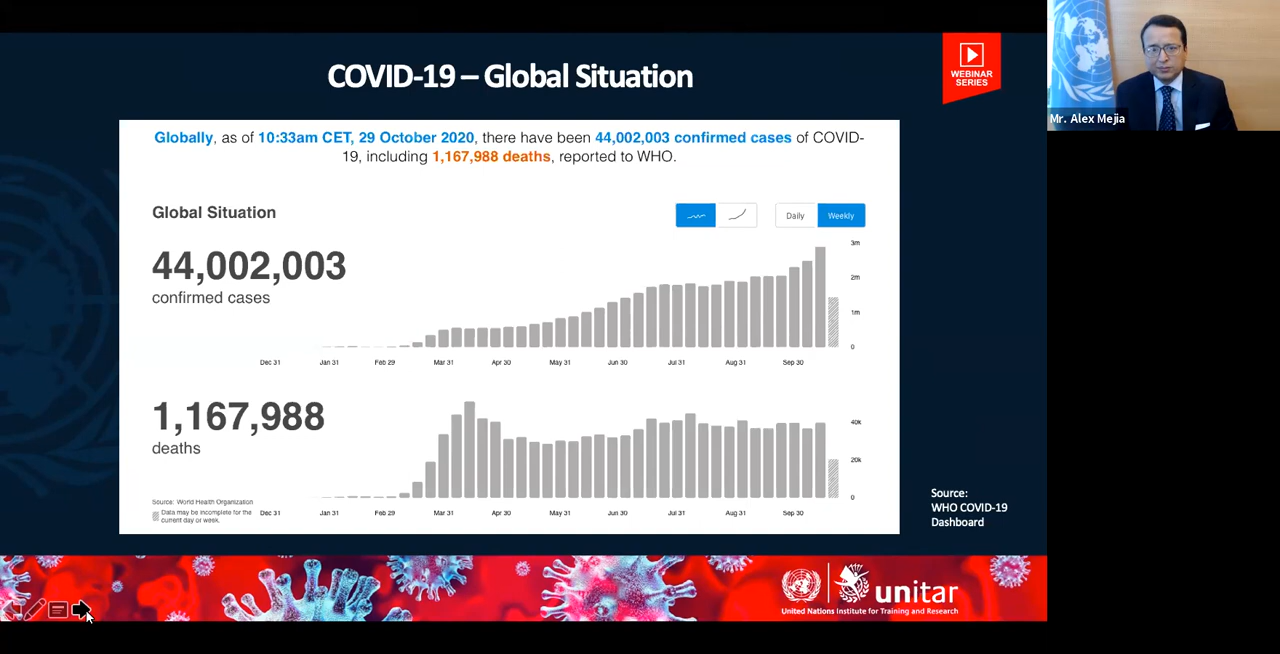 COVID-19 – Global Situation
WEBINAR
SERIES
Mr. Alex Mejia
Globally, as of 10:33am CET, 29 October 2020, there have been 44,002,003 confirmed cases of COVID-
19, including 1,167,988 deaths, reported to WHO.
Global Situation
Daily
Weekly
44,002,003
confirmed cases
3m
2m
1m
0
Dec 31 Jan 31 Feb 29 Mar 31 Apr 30 May 31 Jun 30 Jul 31 Aug 31 Sep 30
1,167,988
deaths
40k
20k
0
Source: World Health Organization
Data may be incomplete for the
current day or week.
Dec 31 Jan 31 Feb 29 Mar 31 Apr 30 May 31 Jun 30 Jul 31 Aug 31 Sep 30
Source:
WHO COVID-19
Dashboard
unitar
United Nations Institute for Training and Research